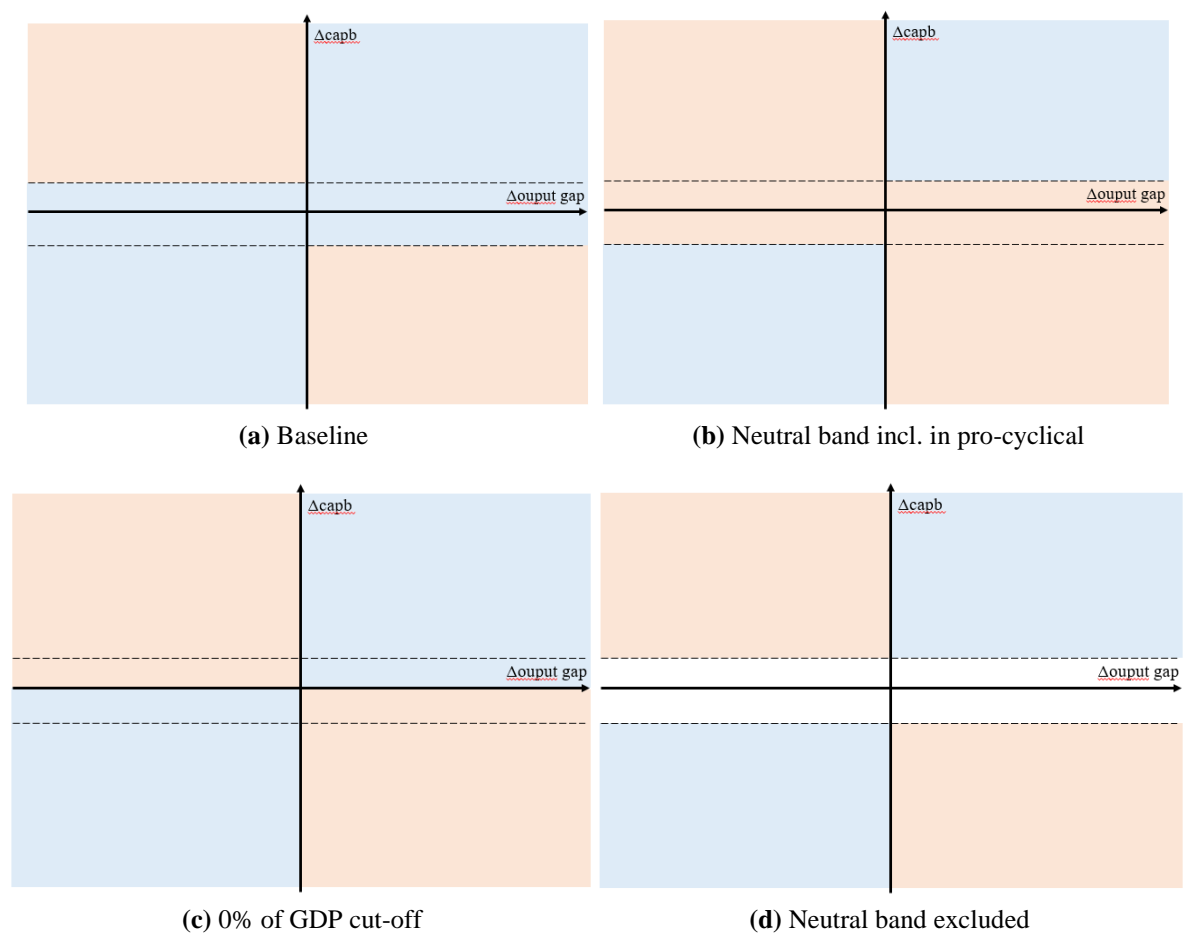 Δcapb
Δouput gap
(a) Baseline
Δcapb
Δouput gap
(b) Neutral band incl. in pro-cyclical
Δcapb
Δouput gap
(c) 0% of GDP cut-off
Δcapb
Δouput gap
(d) Neutral band excluded